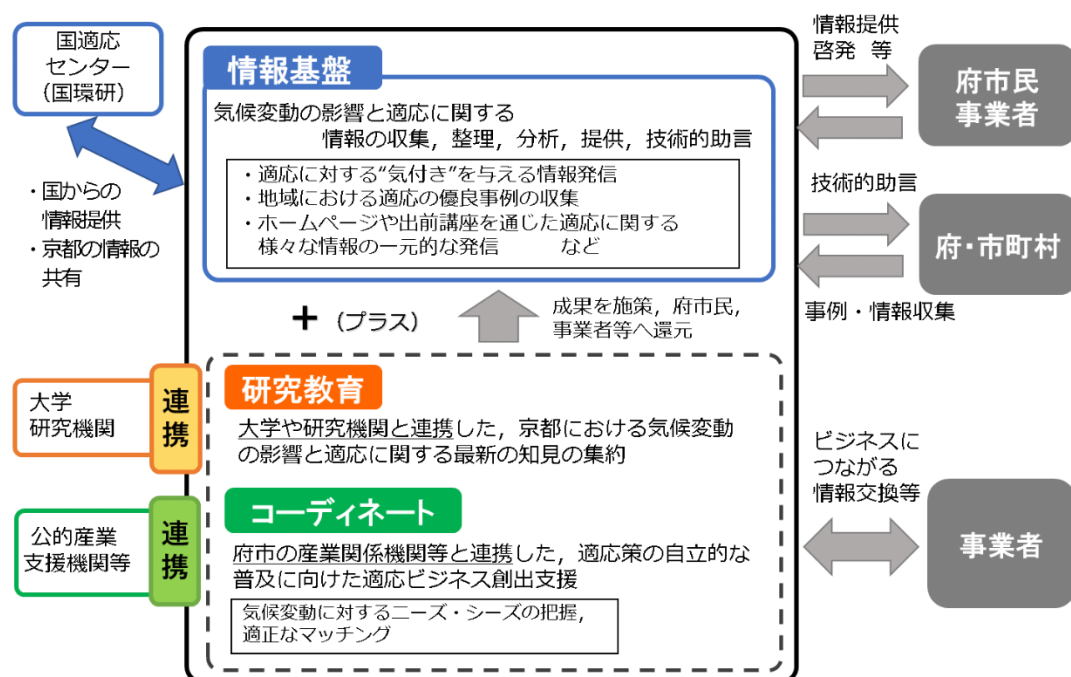 国適応
センター
（国環研）
・国からの
情報提供
・京都の情報の
共有
情報基盤
気候変動の影響と適応に関する
情報の収集，整理，分析，提供，技術的助言
・適応に対する“気付き”を与える情報発信
・地域における適応の優良事例の収集
・ホームページや出前講座を通じた適応に関する
様々な情報の一元的な発信　　など
＋（プラス）
成果を施策，府市民，
事業者等へ還元
情報提供
啓発　等
府市民
事業者
技術的助言
府・市町村
事例・情報収集
大学
研究機関
連携
研究教育
大学や研究機関と連携した，京都における気候変動
の影響と適応に関する最新の知見の集約
公的産業
支援機関等
連携
コーディネート
府市の産業関係機関等と連携した，適応策の自立的な
普及に向けた適応ビジネス創出支援
気候変動に対するニーズ・シーズの把握，
適正なマッチング
ビジネスに
つながる
情報交換等
事業者